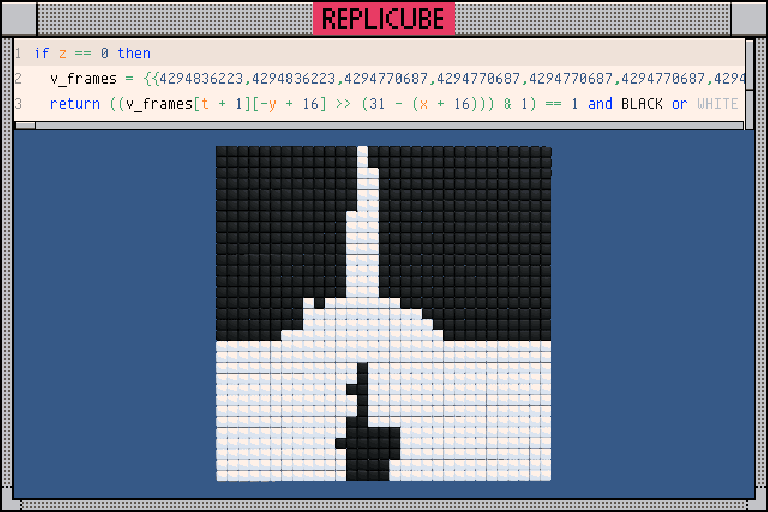 REPLICUBE
1 if z == 0 then
2 v_frames = {{4294836223,4294836223,4294770687,4294770687,4294770687,4294770687,4294
3 return ((v_frames[t + 1][-y + 16] >> (31 - (x + 16))) & 1) == 1 and BLACK or WHITE